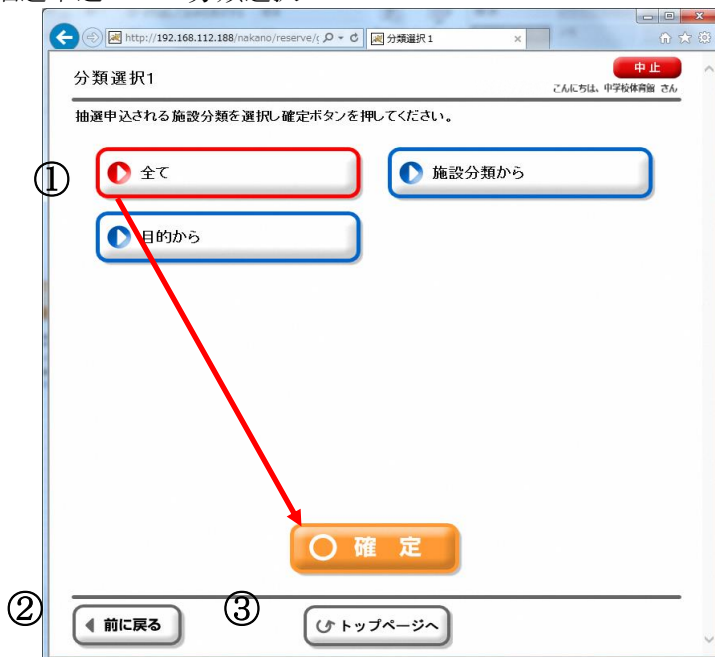 http://192.168.112.188/nakano/reserve/
分類選択1
×
分類選択1
中止
こんにちは、中学校体育館 さん
抽選申込される施設分類を選択し確定ボタンを押してください。
①
全て
施設分類から
目的から
確 定
②
③
前に戻る
トップページへ